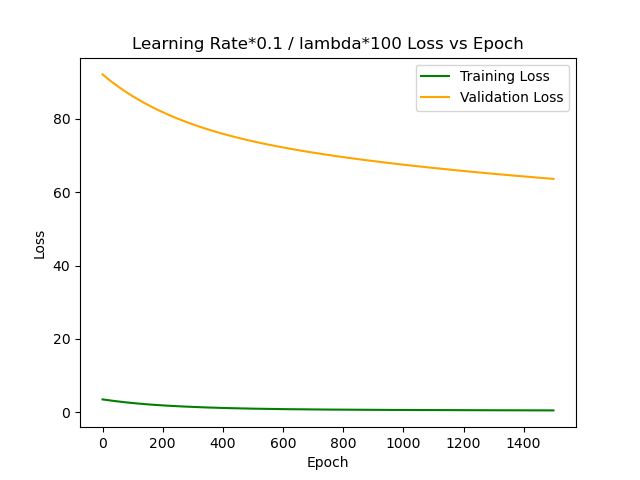 Learning Rate*0.1 / lambda*100 Loss vs Epoch
Training Loss
Validation Loss
Loss
80
60
40
20
0
0 200 400 600 800 1000 1200 1400
Epoch